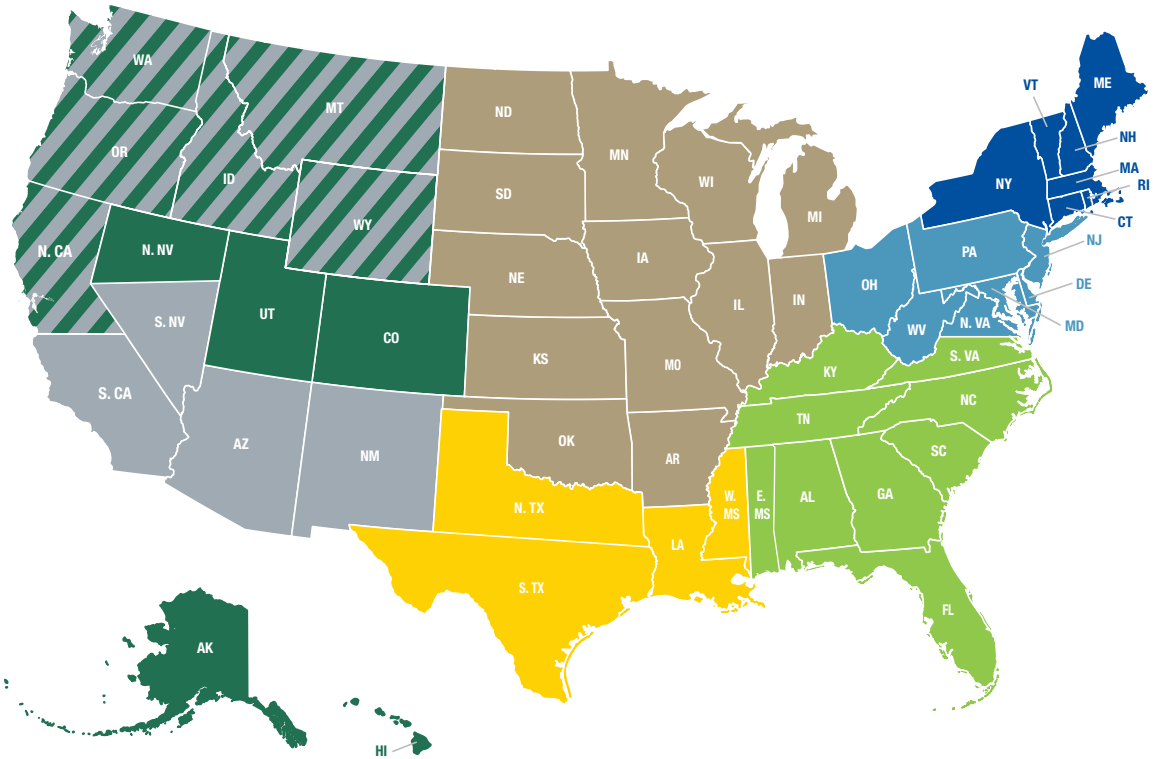 WA
MT
ND
MN
VT
ME
NH
OR
ID
SD
WI
MI
NY
MA
RI
CT
N. CA
N. NV
WY
NE
IA
PA
NJ
S. NV
UT
CO
IL
IN
OH
DE
WV
N. VA
MD
KS
MO
KY
S. VA
S. CA
AZ
NM
OK
AR
TN
NC
SC
N. TX
W.
MS
E.
MS
AL
GA
LA
S. TX
FL
AK
HI